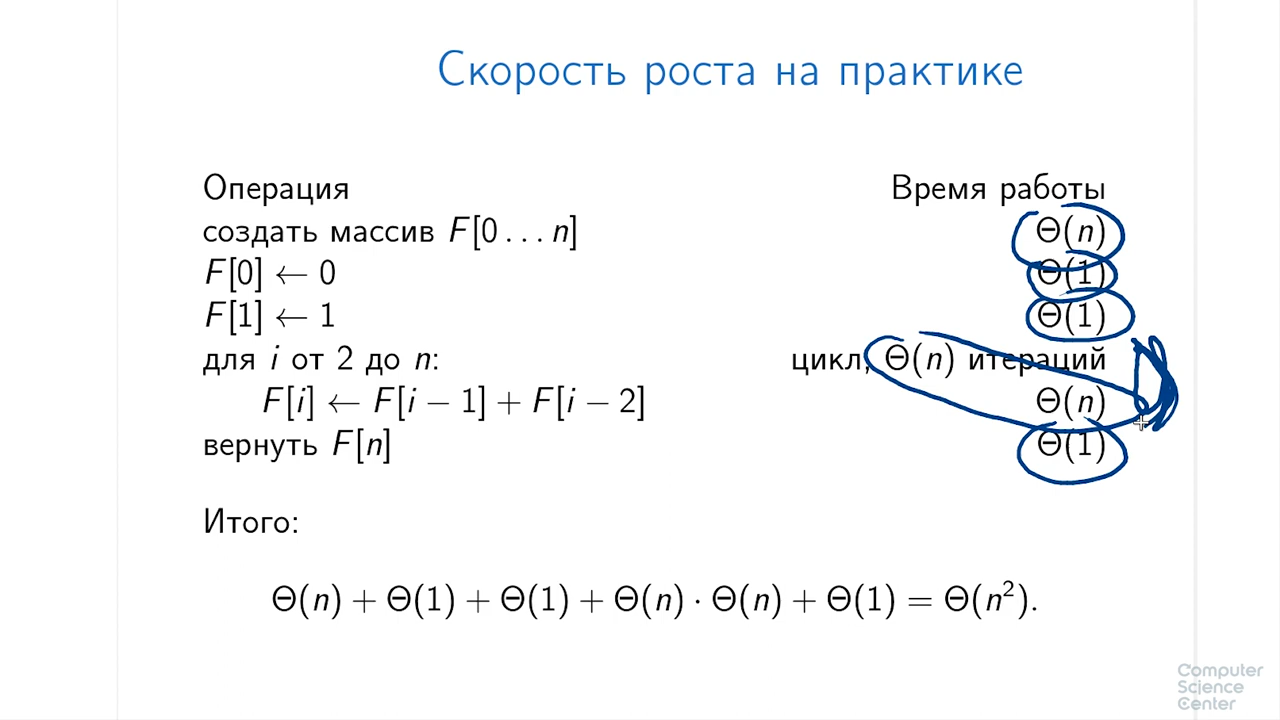 Скорость роста на практике
Операция Время работы
создать массив F[0 . . . n] Θ(n)
F[0] ← 0 Θ(1)
F[1] ← 1 Θ(1)
для i от 2 до n: цикл, Θ(n) итераций
F[i] ← F[i − 1] + F[i − 2] Θ(n)
вернуть F[n] Θ(1)
Итого:
Θ(n) + Θ(1) + Θ(1) + Θ(n) · Θ(n) + Θ(1) = Θ(n²).
Computer
Science
Center